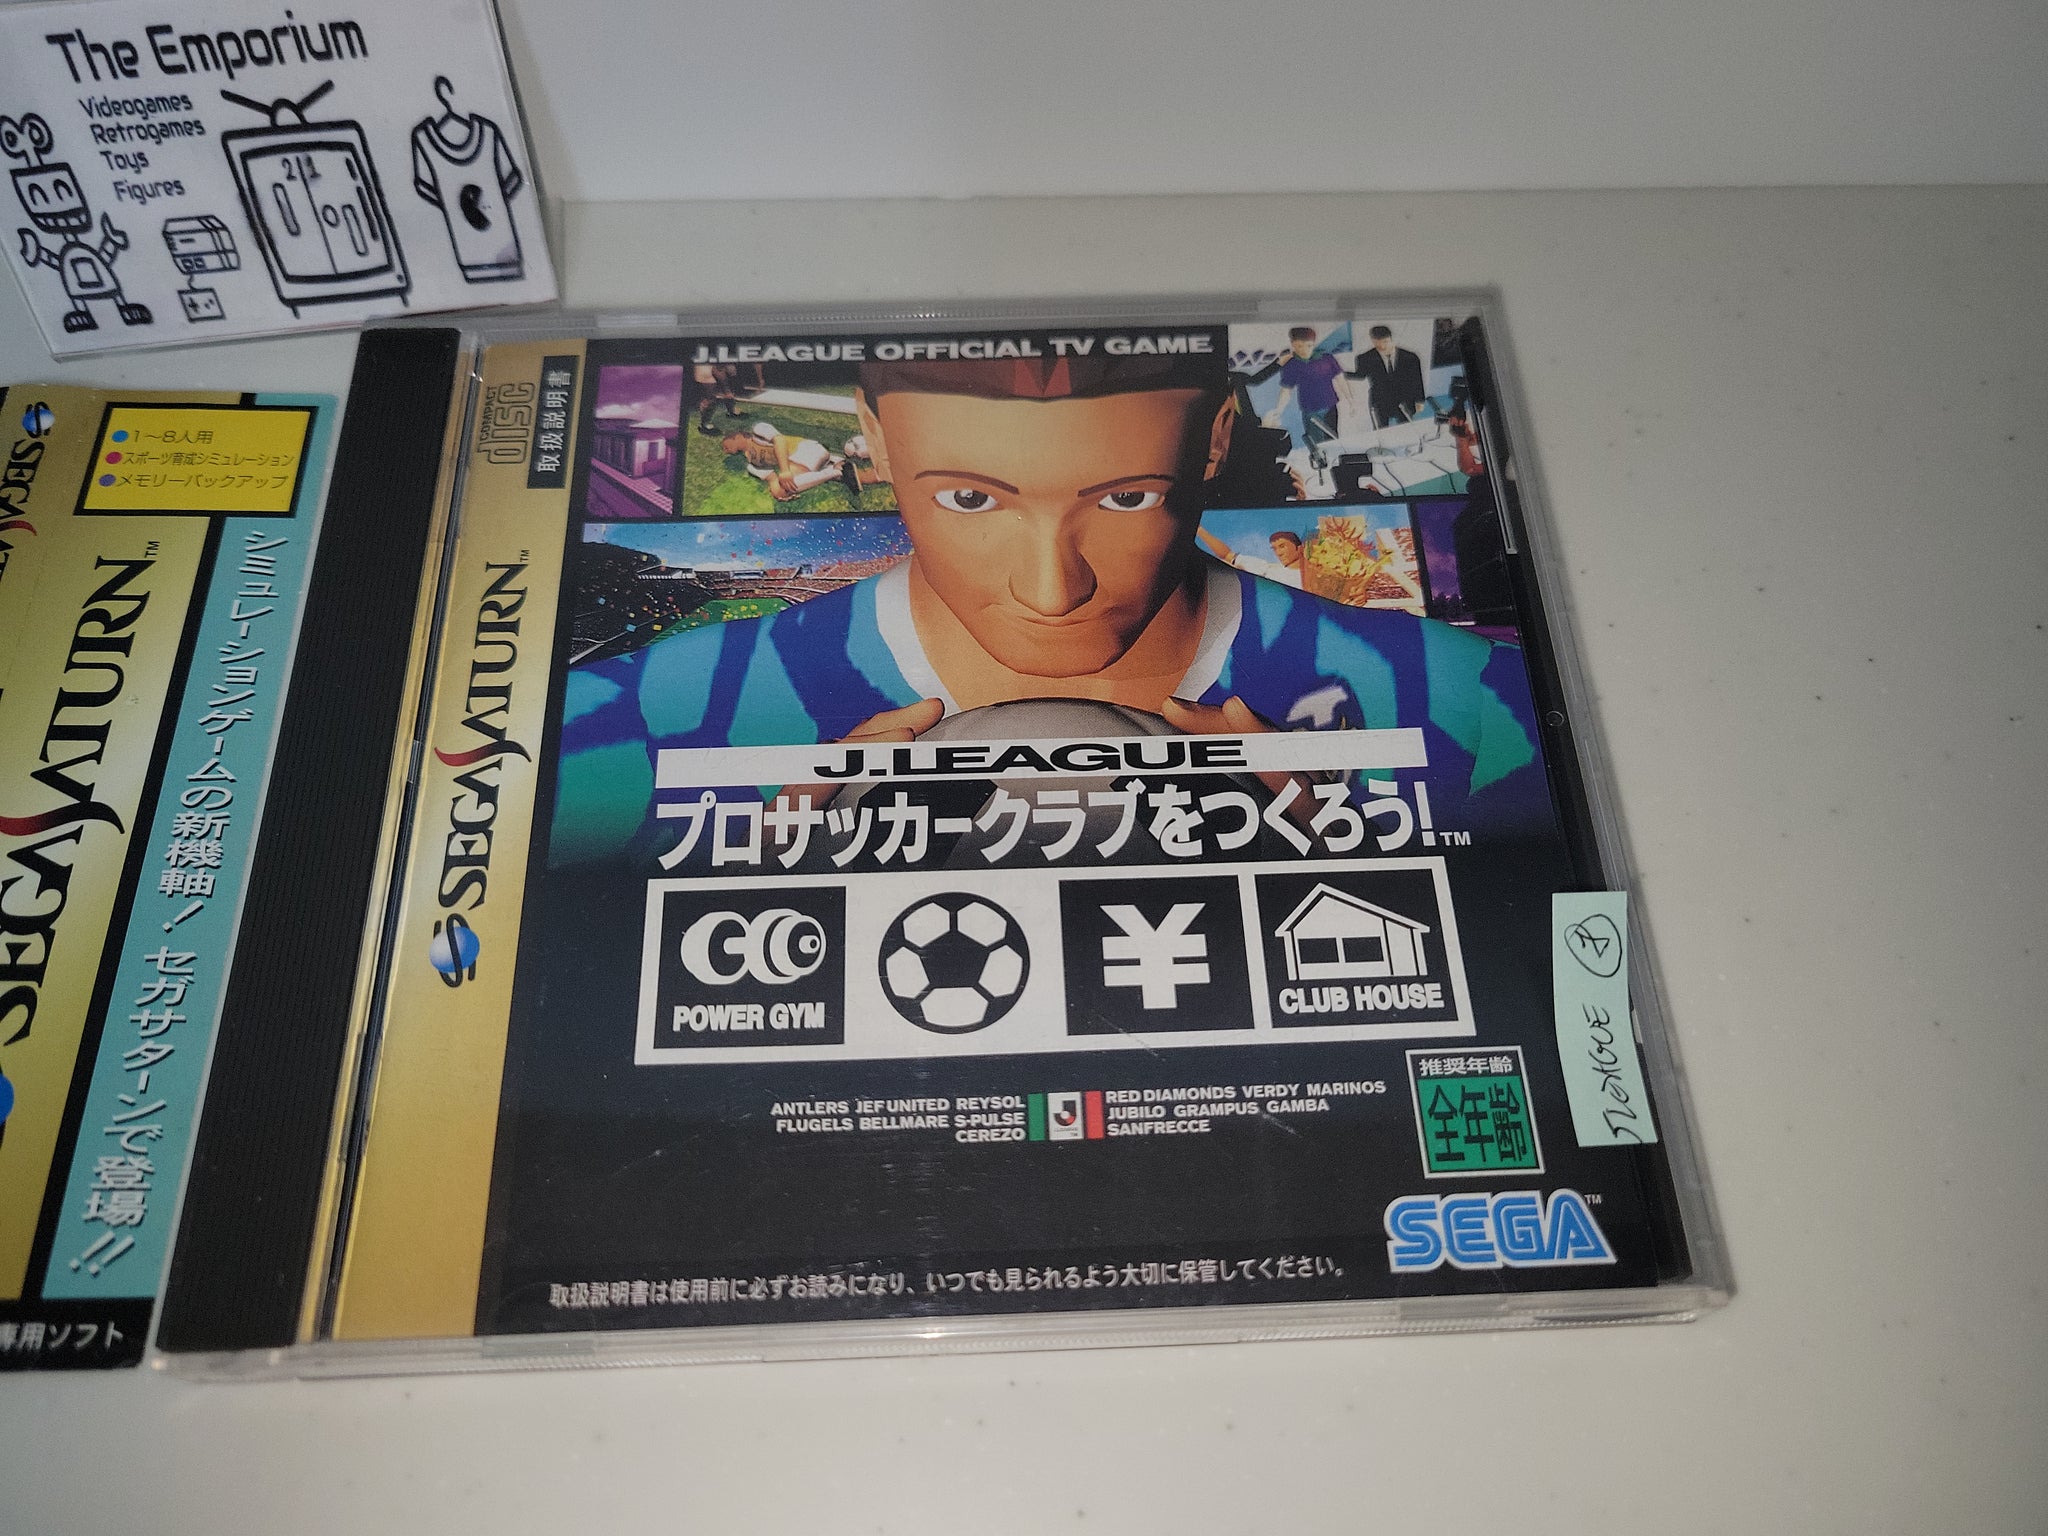 The Emporium
Videogames
Retrogames
Toys
Figures
21
SEGA SATURN
●1～8人用
●スポーツ育成シミュレーション
●メモリーバックアップ
SEGA SATURN™
シミュレーションゲームの新機軸！ セガサターンで登場!!
専用ソフト
COMPACT
disc
取扱説明書
SEGA SATURN™
J.LEAGUE OFFICIAL TV GAME
J.LEAGUE
プロサッカークラブをつくろう!™
POWER GYM
¥
CLUB HOUSE
ANTLERS JEF UNITED REYSOL
FLUGELS BELLMARE S-PULSE
CEREZO
RED DIAMONDS VERDY MARINOS
JUBILO GRAMPUS GAMBA
SANFRECCE
推奨年齢
全年齢
JLEAGUE
SEGA™
取扱説明書は使用前に必ずお読みになり、いつでも見られるよう大切に保管してください。